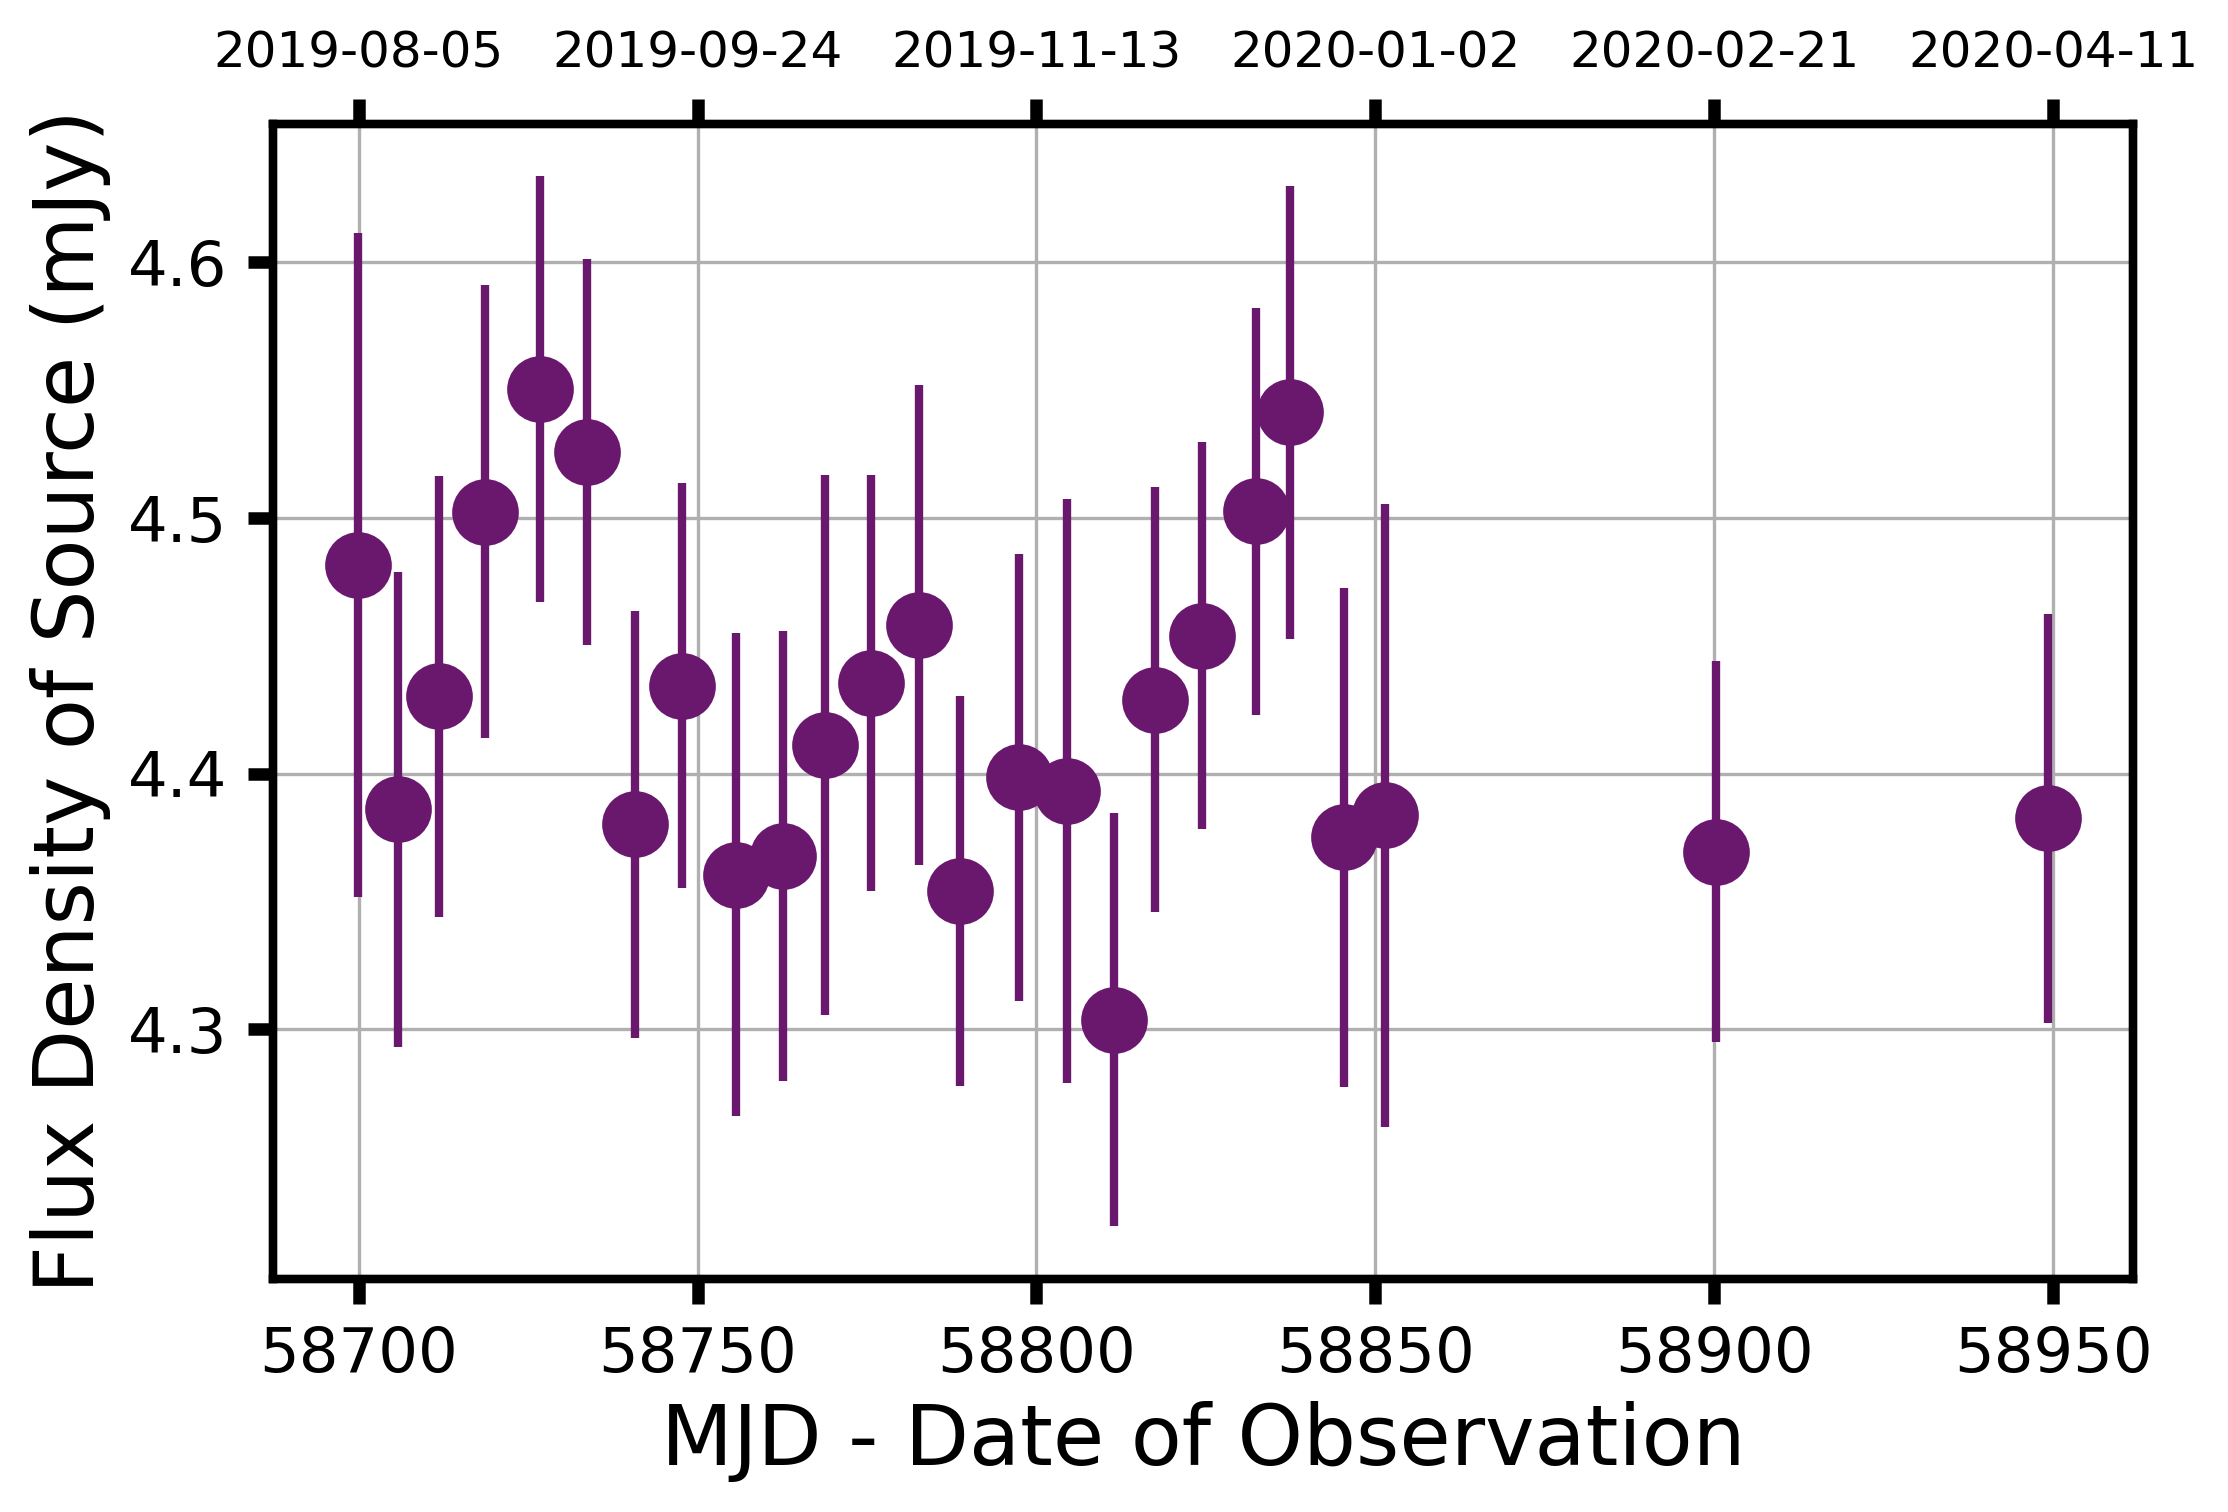 2019-08-05 2019-09-24 2019-11-13 2020-01-02 2020-02-21 2020-04-11
Flux Density of Source (mJy)
4.6
4.5
4.4
4.3
58700 58750 58800 58850 58900 58950
MJD - Date of Observation